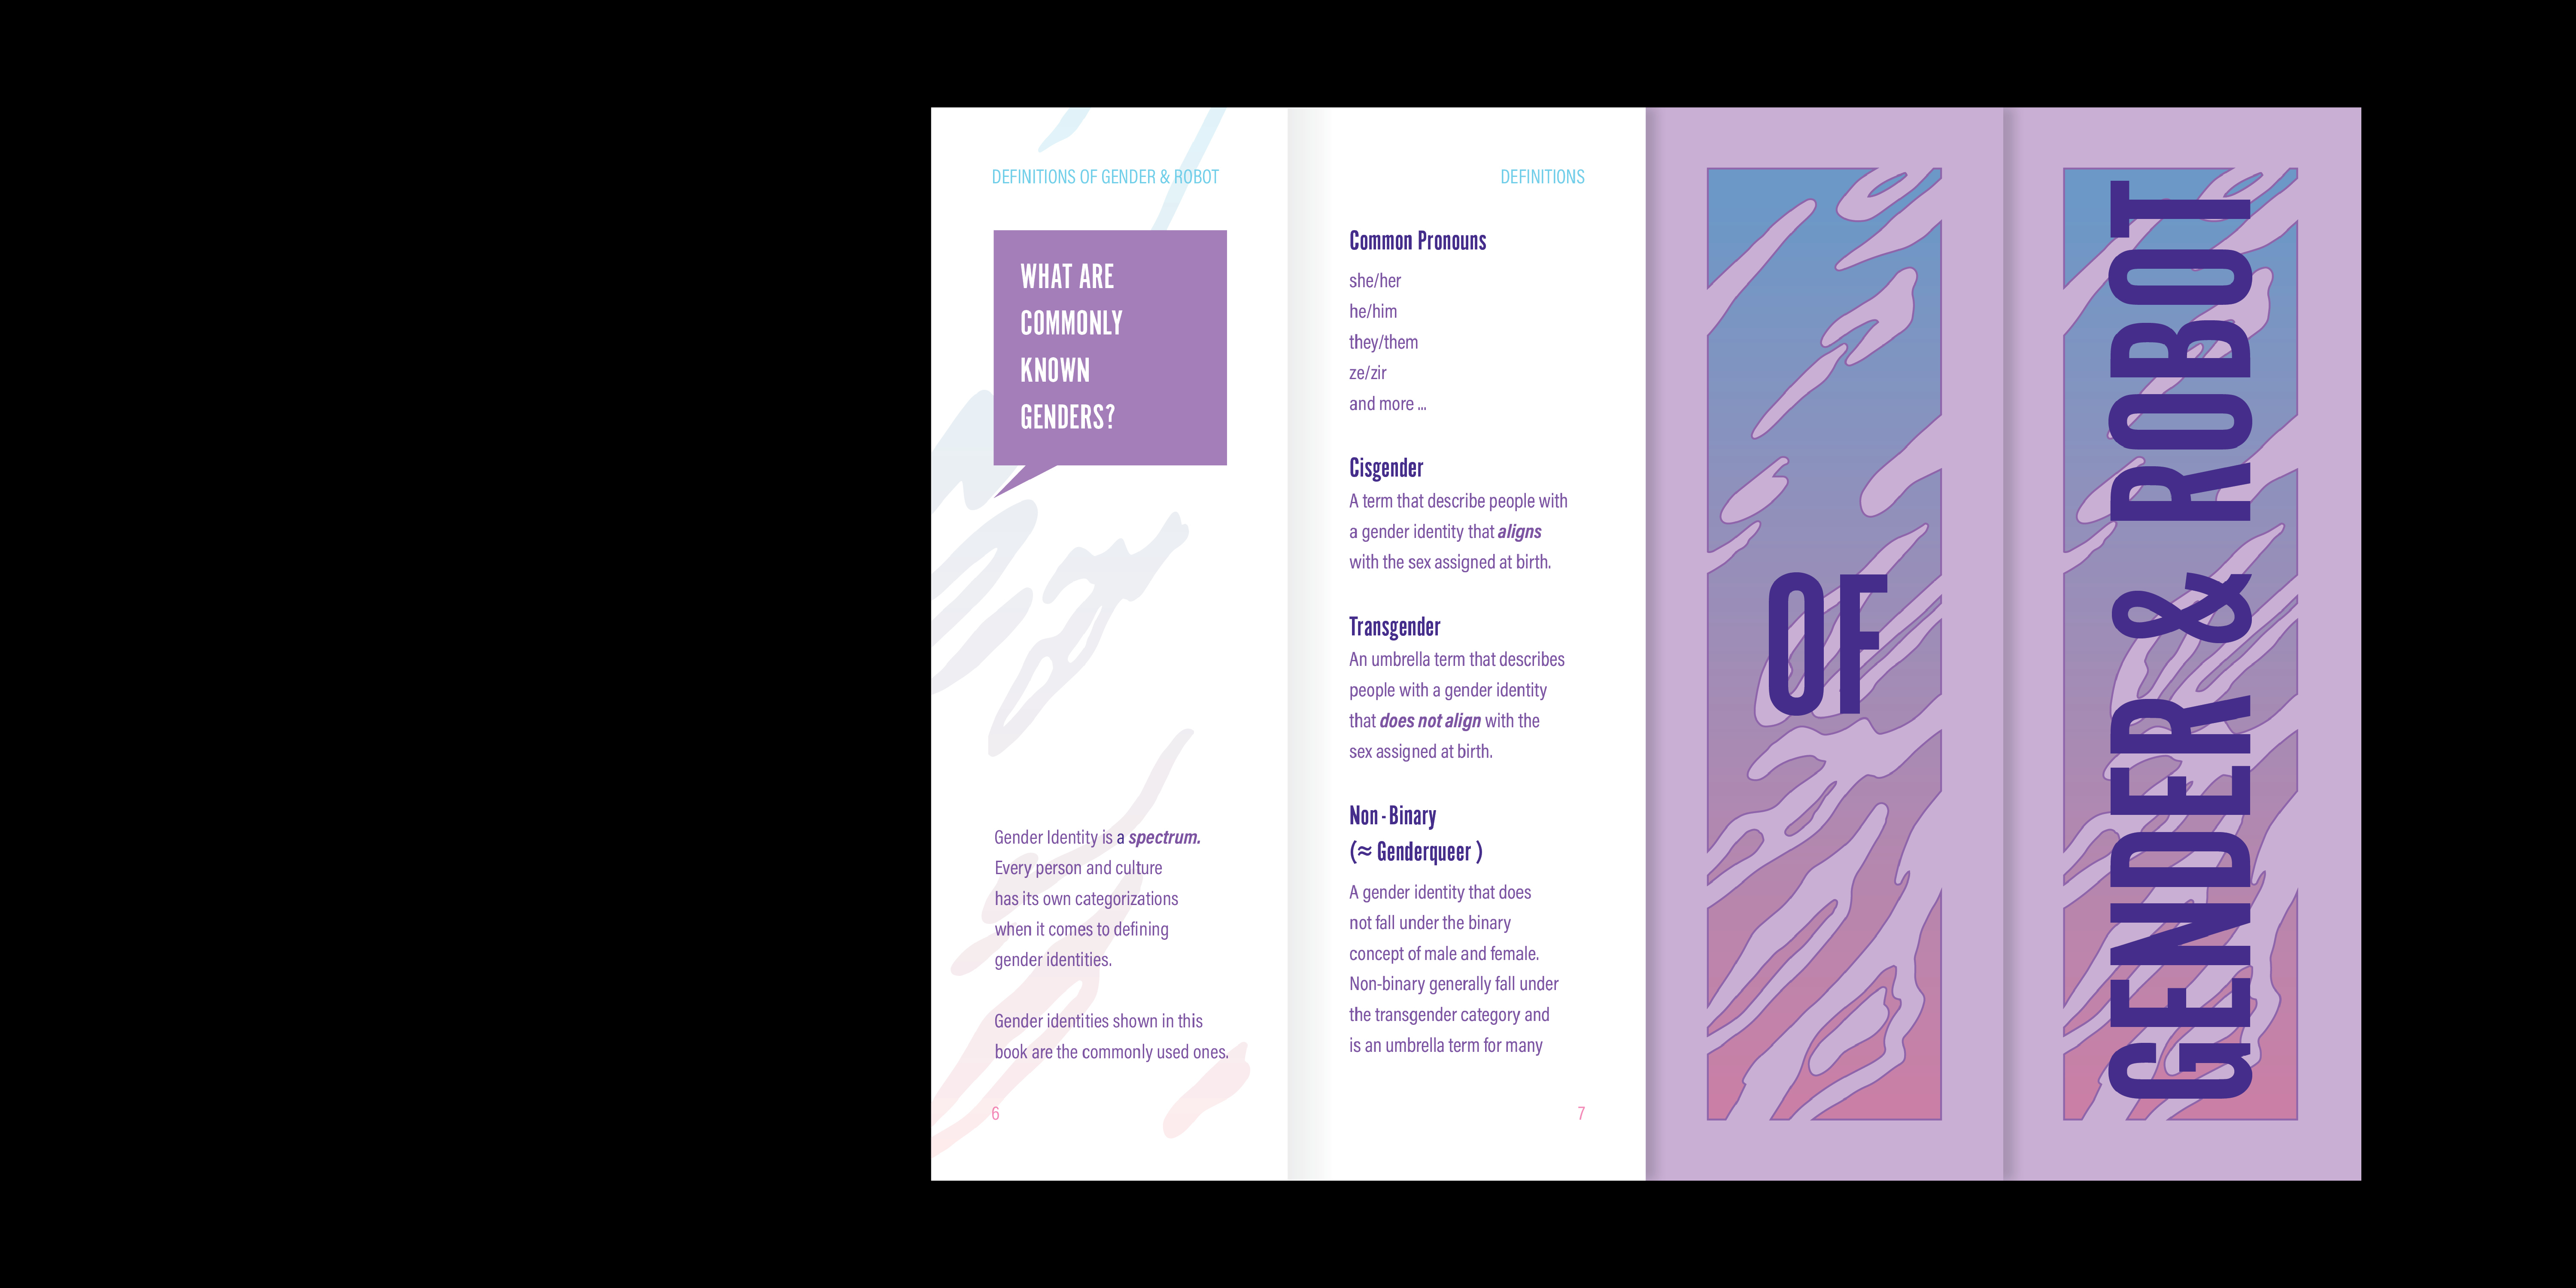 DEFINITIONS OF GENDER & ROBOT
WHAT ARE
COMMONLY
KNOWN
GENDERS?
Gender Identity is a spectrum.
Every person and culture
has its own categorizations
when it comes to defining
gender identities.
Gender identities shown in this
book are the commonly used ones.
6
DEFINITIONS
Common Pronouns
she/her
he/him
they/them
ze/zir
and more ...
Cisgender
A term that describe people with
a gender identity that aligns
with the sex assigned at birth.
Transgender
An umbrella term that describes
people with a gender identity
that does not align with the
sex assigned at birth.
Non-Binary
(≈ Genderqueer )
A gender identity that does
not fall under the binary
concept of male and female.
Non-binary generally fall under
the transgender category and
is an umbrella term for many
7
OF
GENDER & ROBOT